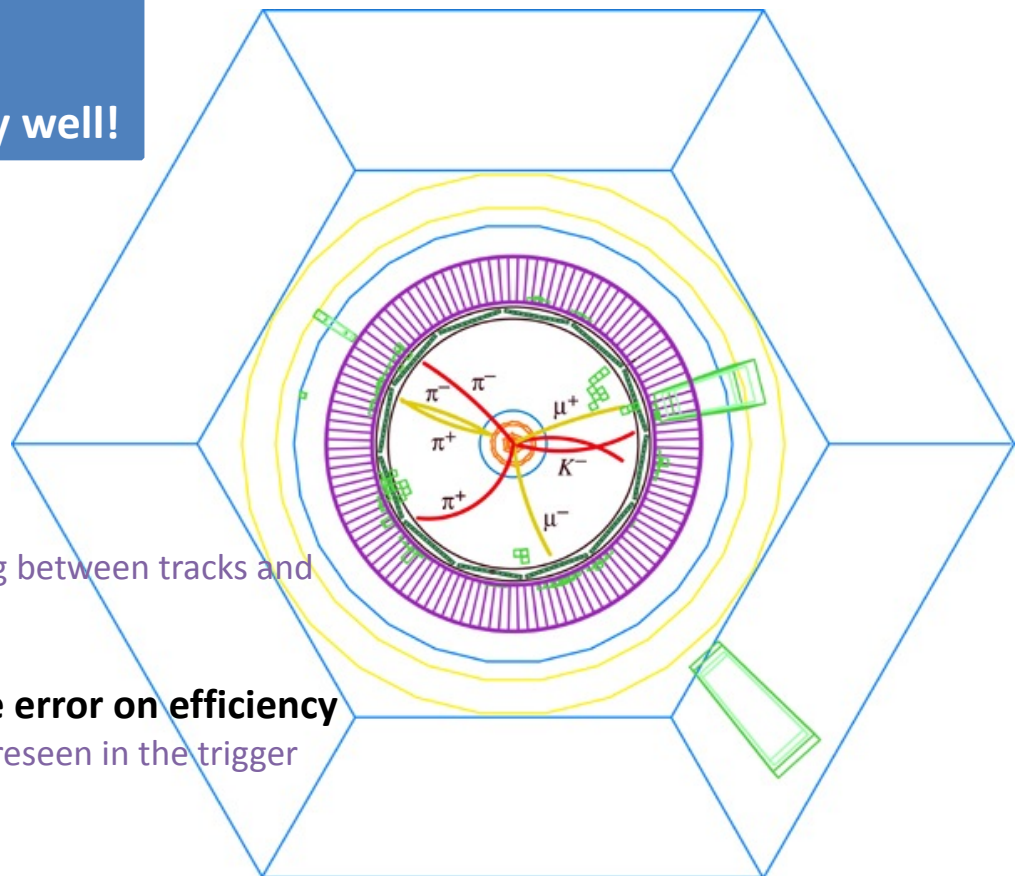 y well!
π⁻
π⁻
μ⁺
π⁺
K⁻
π⁺
μ⁻
g between tracks and
e error on efficiency
reseen in the trigger